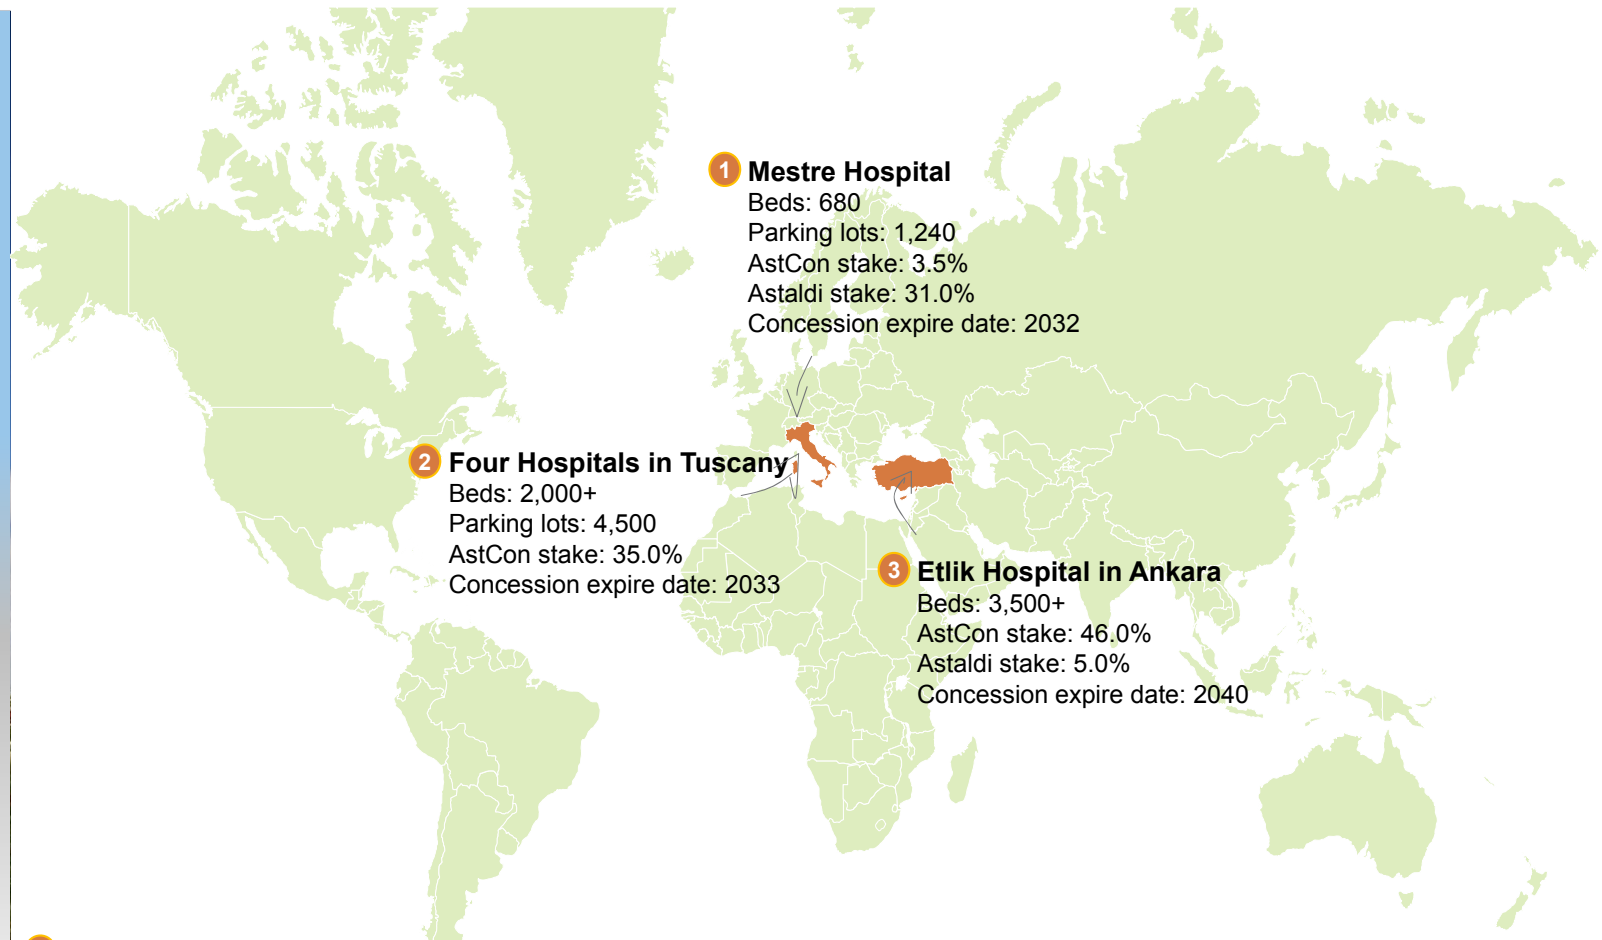 1 Mestre Hospital
Beds: 680
Parking lots: 1,240
AstCon stake: 3.5%
Astaldi stake: 31.0%
Concession expire date: 2032
2 Four Hospitals in Tuscany
Beds: 2,000+
Parking lots: 4,500
AstCon stake: 35.0%
Concession expire date: 2033
3 Etlik Hospital in Ankara
Beds: 3,500+
AstCon stake: 46.0%
Astaldi stake: 5.0%
Concession expire date: 2040